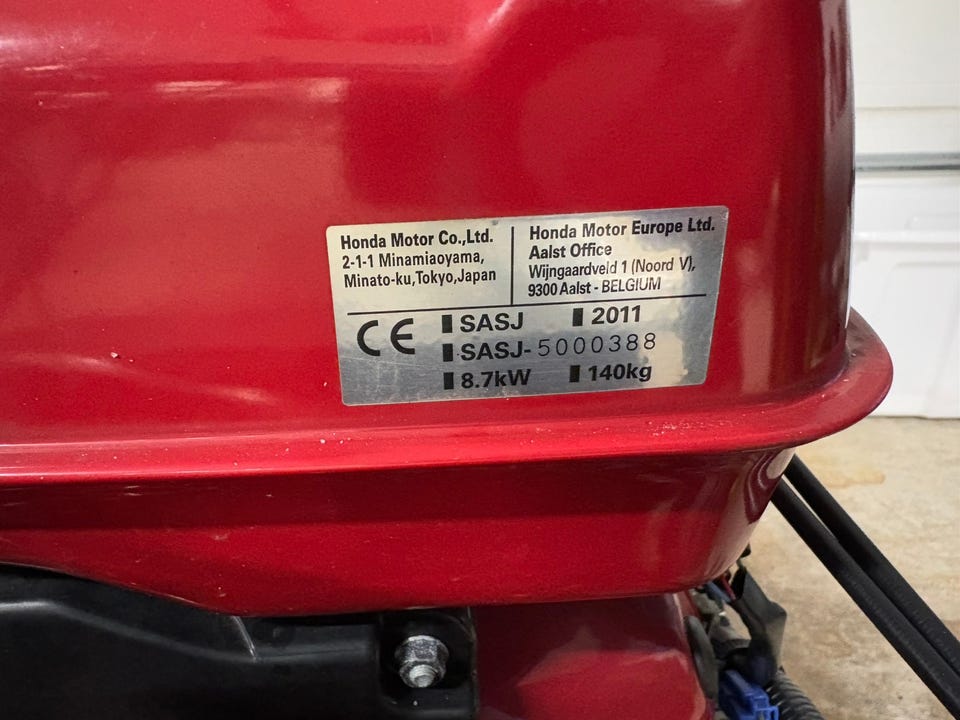 Honda Motor Co.,Ltd.
2-1-1 Minamiaoyama,
Minato-ku,Tokyo,Japan
Honda Motor Europe Ltd.
Aalst Office
Wijngaardveld 1 (Noord V),
9300 Aalst - BELGIUM
CE
SASJ 2011
SASJ-5000388
8.7kW 140kg